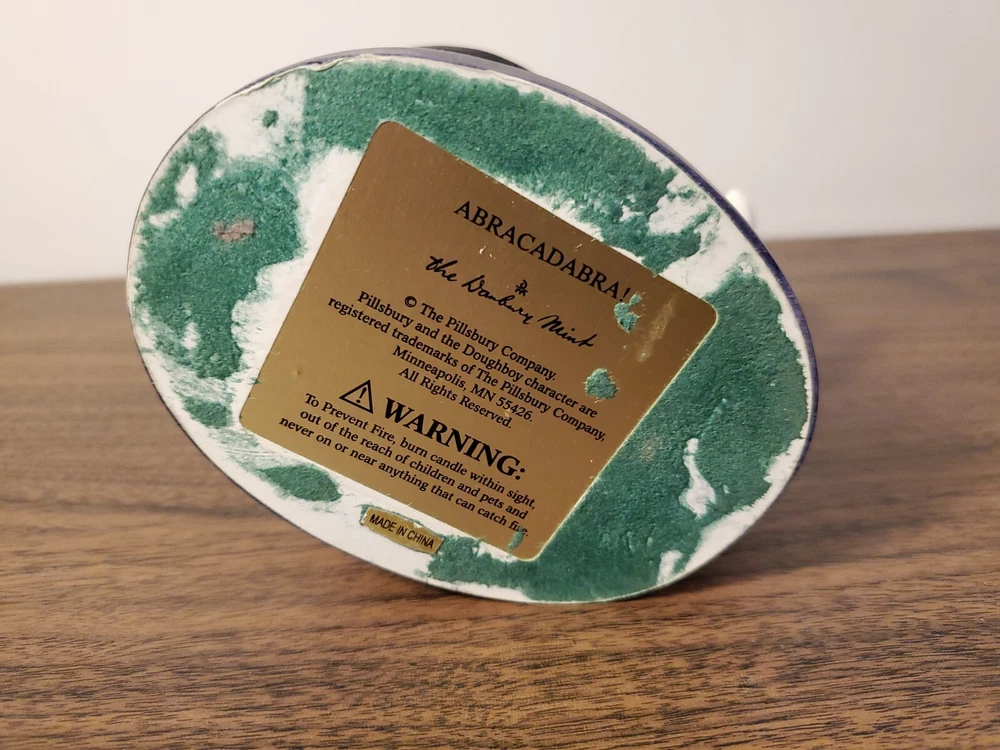 ABRACADABRA!
the Danbury Mint
© The Pillsbury Company.
Pillsbury and the Doughboy character are
registered trademarks of The Pillsbury Company,
Minneapolis, MN 55426.
All Rights Reserved.
⚠ WARNING:
To Prevent Fire, burn candle within sight,
out of the reach of children and pets and
never on or near anything that can catch fire.
MADE IN CHINA